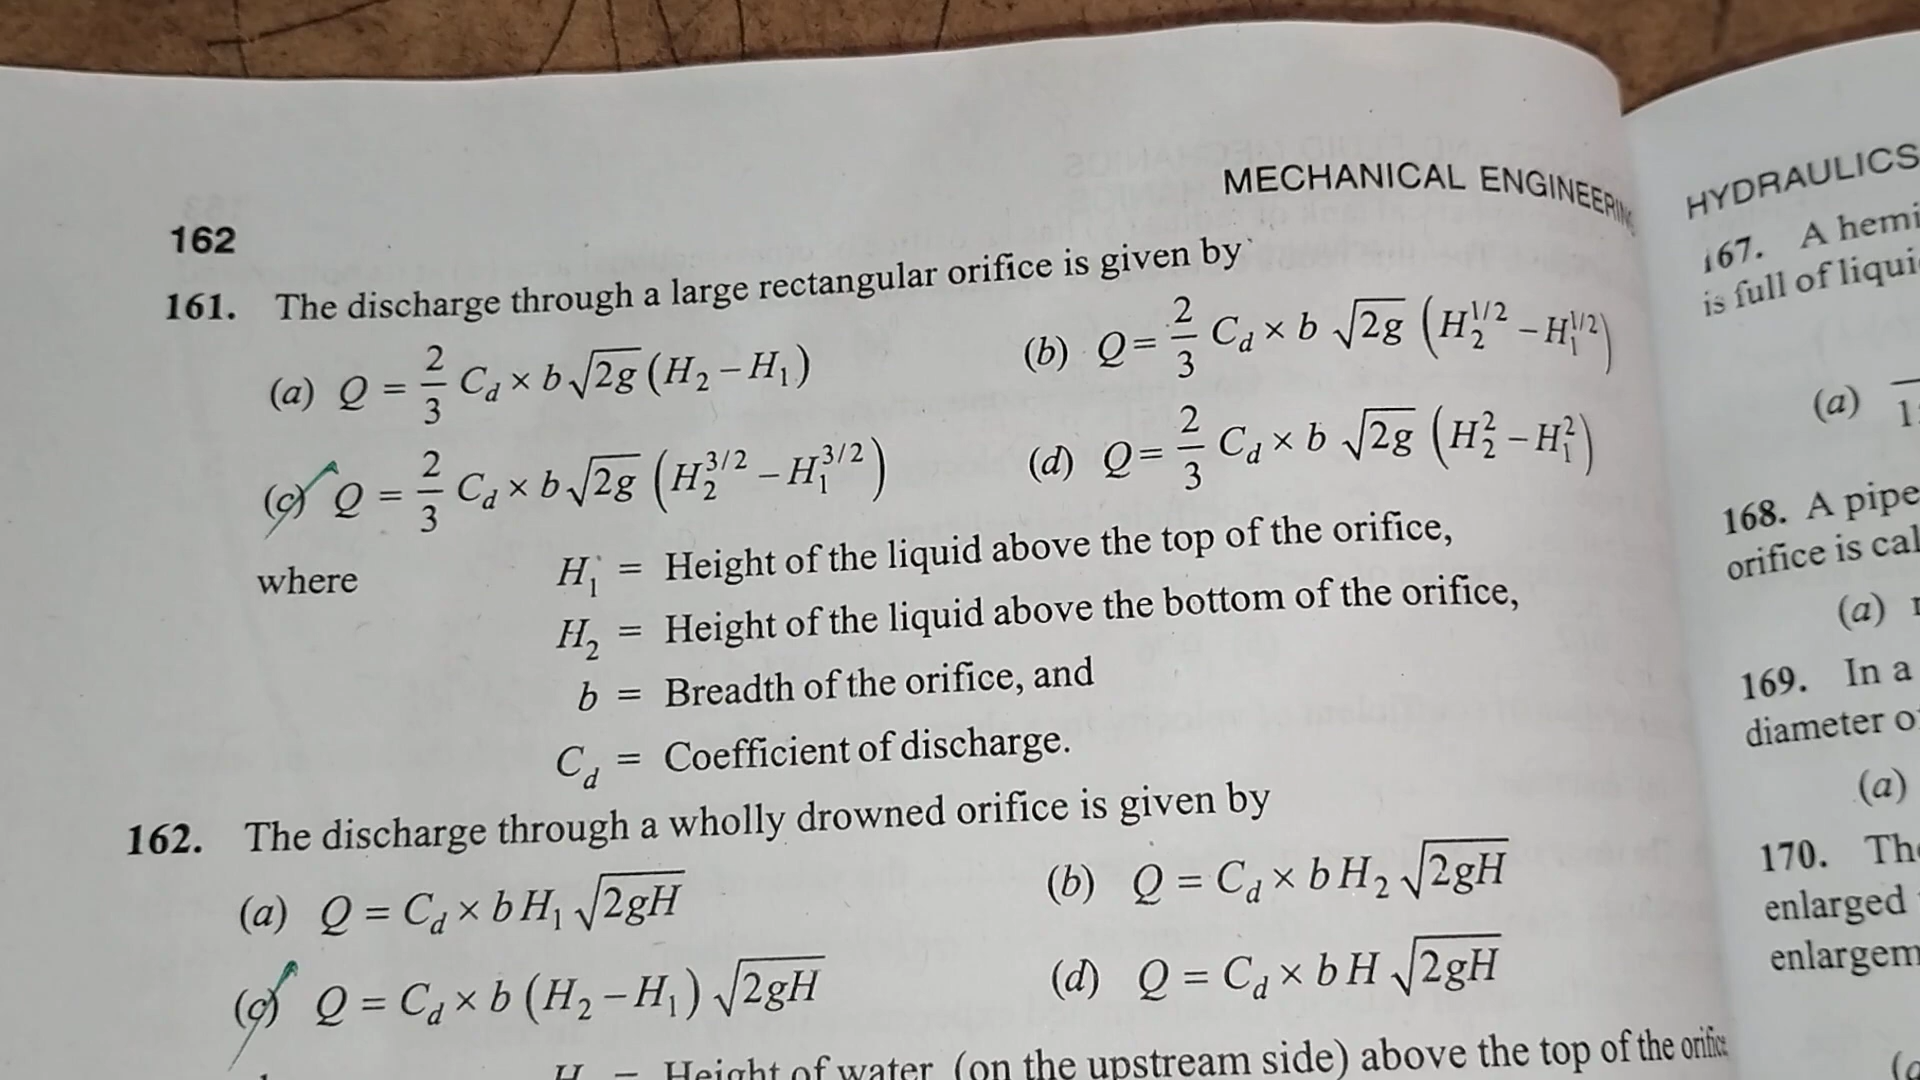 162
MECHANICAL ENGINEERIN
161. The discharge through a large rectangular orifice is given by
(a) Q = 2/3 C_d × b √2g (H_2 − H_1)
(b) Q = 2/3 C_d × b √2g (H_2^1/2 − H_1^1/2)
(c) Q = 2/3 C_d × b √2g (H_2^3/2 − H_1^3/2)
(d) Q = 2/3 C_d × b √2g (H_2^2 − H_1^2)
where H_1 = Height of the liquid above the top of the orifice,
H_2 = Height of the liquid above the bottom of the orifice,
b = Breadth of the orifice, and
C_d = Coefficient of discharge.
162. The discharge through a wholly drowned orifice is given by
(a) Q = C_d × b H_1 √2gH
(b) Q = C_d × b H_2 √2gH
(c) Q = C_d × b (H_2 − H_1) √2gH
(d) Q = C_d × b H √2gH
Height of water (on the upstream side) above the top of the orifice
HYDRAULICS
167. A hemi
is full of liqui
(a)
168. A pipe
orifice is cal
(a)
169. In a
diameter o
(a)
170. The
enlarged
enlargem